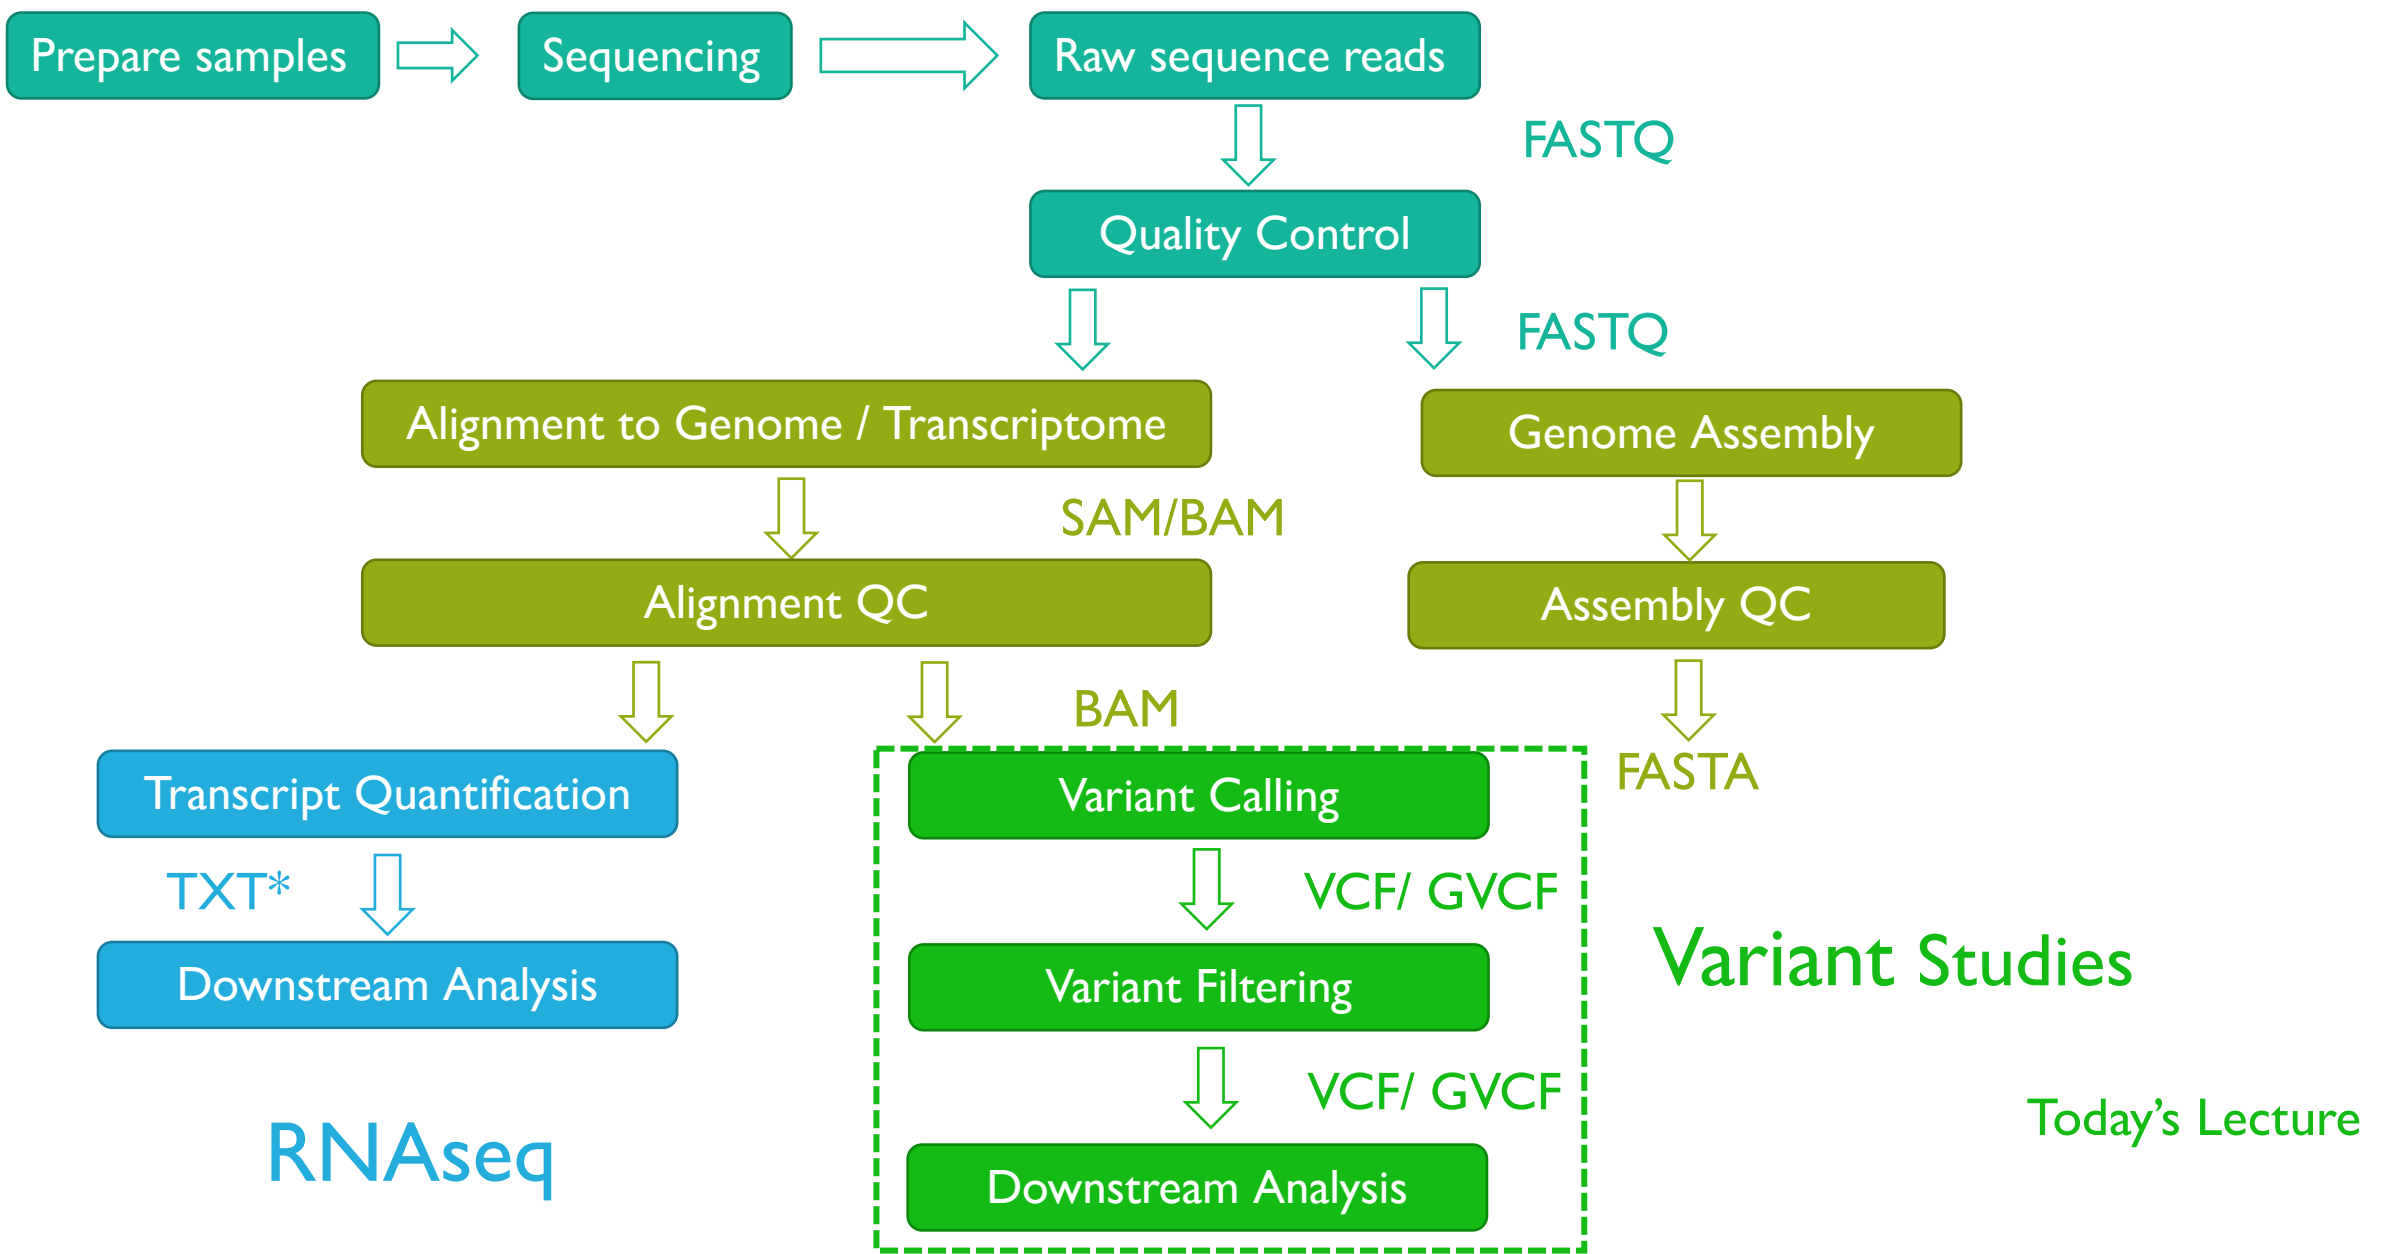 Prepare samples
Sequencing
Raw sequence reads
FASTQ
Quality Control
FASTQ
Alignment to Genome / Transcriptome
Genome Assembly
SAM/BAM
Alignment QC
Assembly QC
BAM
FASTA
Transcript Quantification
Variant Calling
TXT*
VCF/ GVCF
Downstream Analysis
Variant Filtering
Variant Studies
VCF/ GVCF
Today’s Lecture
RNAseq
Downstream Analysis